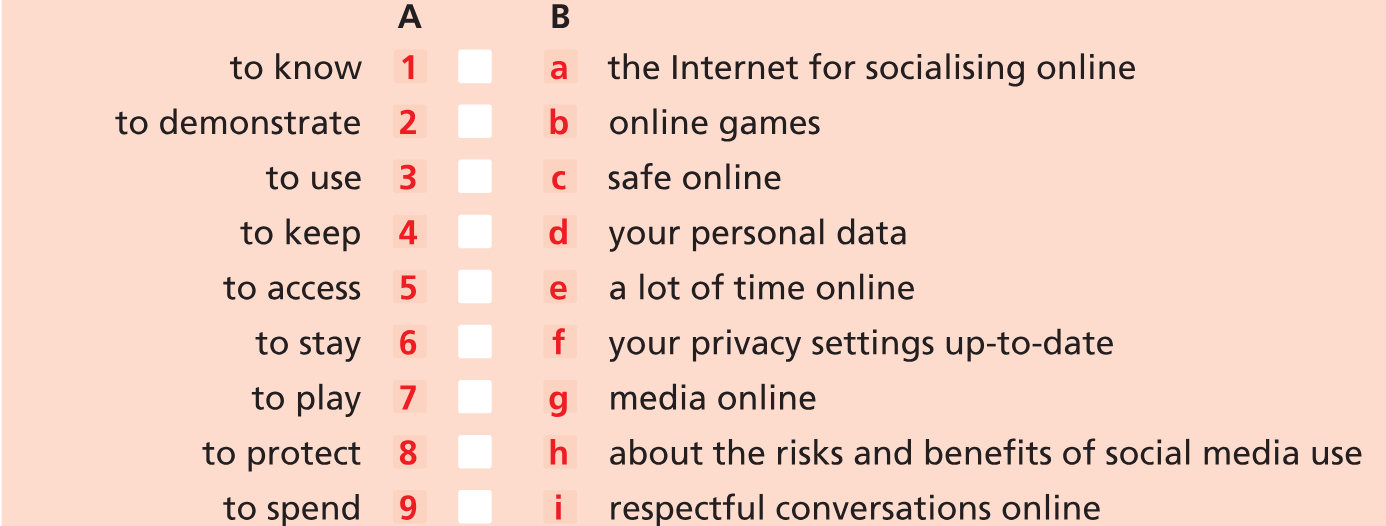 A B
to know 1 a the Internet for socialising online
to demonstrate 2 b online games
to use 3 c safe online
to keep 4 d your personal data
to access 5 e a lot of time online
to stay 6 f your privacy settings up-to-date
to play 7 g media online
to protect 8 h about the risks and benefits of social media use
to spend 9 i respectful conversations online